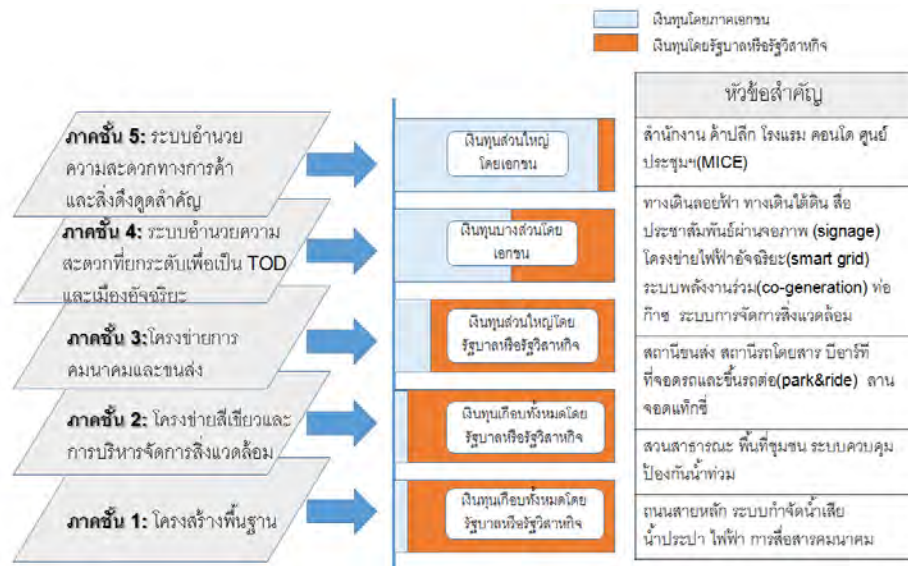 เงินทุนโดยภาคเอกชน
เงินทุนโดยรัฐบาลหรือรัฐวิสาหกิจ
หัวข้อสำคัญ
ภาคชั้น 5: ระบบอำนวย
ความสะดวกทางการค้า
และสิ่งดึงดูดสำคัญ
เงินทุนส่วนใหญ่
โดยเอกชน
สำนักงาน ค้าปลีก โรงแรม คอนโด ศูนย์
ประชุมฯ(MICE)
ภาคชั้น 4: ระบบอำนวยความ
สะดวกที่ยกระดับเพื่อเป็น TOD
และเมืองอัจฉริยะ
เงินทุนบางส่วนโดย
เอกชน
ทางเดินลอยฟ้า ทางเดินใต้ดิน สื่อ
ประชาสัมพันธ์ผ่านจอภาพ (signage)
โครงข่ายไฟฟ้าอัจฉริยะ(smart grid)
ระบบพลังงานร่วม(co-generation) ท่อ
ก๊าซ ระบบการจัดการสิ่งแวดล้อม
ภาคชั้น 3:โครงข่ายการ
คมนาคมและขนส่ง
เงินทุนส่วนใหญ่โดย
รัฐบาลหรือรัฐวิสาหกิจ
สถานีขนส่ง สถานีรถโดยสาร บีอาร์ที
ที่จอดรถและขึ้นรถต่อ(park&ride) ลาน
จอดแท๊กซี่
ภาคชั้น 2: โครงข่ายสีเขียวและ
การบริหารจัดการสิ่งแวดล้อม
เงินทุนเกือบทั้งหมดโดย
รัฐบาลหรือรัฐวิสาหกิจ
สวนสาธารณะ พื้นที่ชุมชน ระบบควบคุม
ป้องกันน้ำท่วม
ภาคชั้น 1: โครงสร้างพื้นฐาน
เงินทุนเกือบทั้งหมดโดย
รัฐบาลหรือรัฐวิสาหกิจ
ถนนสายหลัก ระบบกำจัดน้ำเสีย
น้ำประปา ไฟฟ้า การสื่อสารคมนาคม